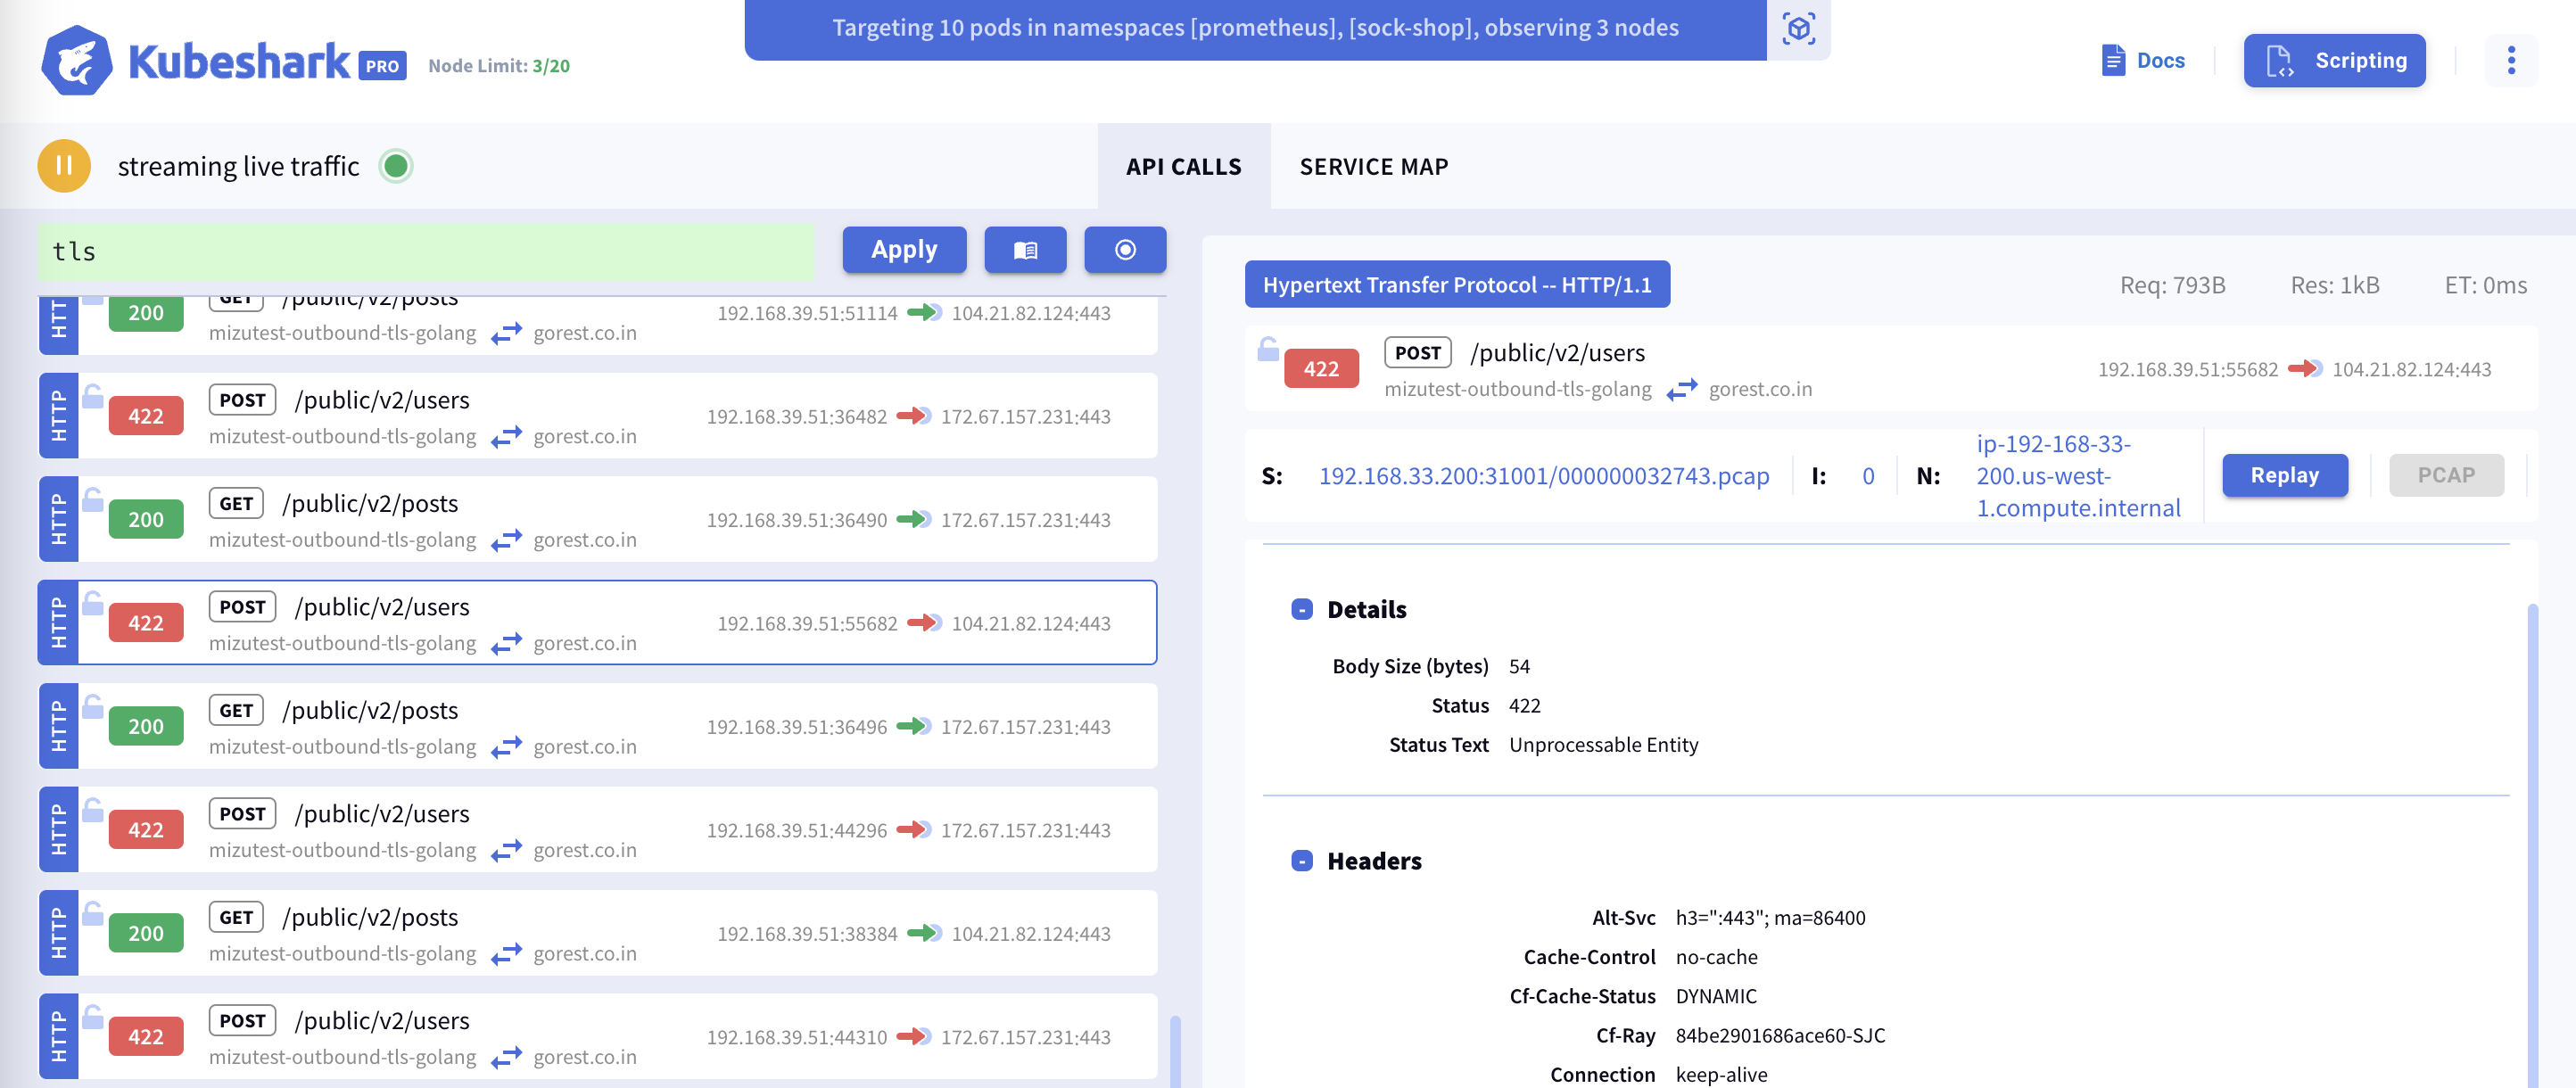 Targeting 10 pods in namespaces [prometheus], [sock-shop], observing 3 nodes
Kubeshark PRO Node Limit: 3/20
Docs
Scripting
streaming live traffic
API CALLS
SERVICE MAP
tls
Apply
HTT
200 GET /public/v2/posts
192.168.39.51:51114 104.21.82.124:443
mizutest-outbound-tls-golang gorest.co.in
HTTP
422 POST /public/v2/users
192.168.39.51:36482 172.67.157.231:443
mizutest-outbound-tls-golang gorest.co.in
HTTP
200 GET /public/v2/posts
192.168.39.51:36490 172.67.157.231:443
mizutest-outbound-tls-golang gorest.co.in
HTTP
422 POST /public/v2/users
192.168.39.51:55682 104.21.82.124:443
mizutest-outbound-tls-golang gorest.co.in
HTTP
200 GET /public/v2/posts
192.168.39.51:36496 172.67.157.231:443
mizutest-outbound-tls-golang gorest.co.in
HTTP
422 POST /public/v2/users
192.168.39.51:44296 172.67.157.231:443
mizutest-outbound-tls-golang gorest.co.in
HTTP
200 GET /public/v2/posts
192.168.39.51:38384 104.21.82.124:443
mizutest-outbound-tls-golang gorest.co.in
HTTP
422 POST /public/v2/users
192.168.39.51:44310 172.67.157.231:443
mizutest-outbound-tls-golang gorest.co.in
Hypertext Transfer Protocol -- HTTP/1.1
Req: 793B Res: 1kB ET: 0ms
422 POST /public/v2/users
192.168.39.51:55682 104.21.82.124:443
mizutest-outbound-tls-golang gorest.co.in
S: 192.168.33.200:31001/000000032743.pcap
I: 0
N: ip-192-168-33-
200.us-west-
1.compute.internal
Replay
PCAP
- Details
Body Size (bytes) 54
Status 422
Status Text Unprocessable Entity
- Headers
Alt-Svc h3=":443"; ma=86400
Cache-Control no-cache
Cf-Cache-Status DYNAMIC
Cf-Ray 84be2901686ace60-SJC
Connection keep-alive